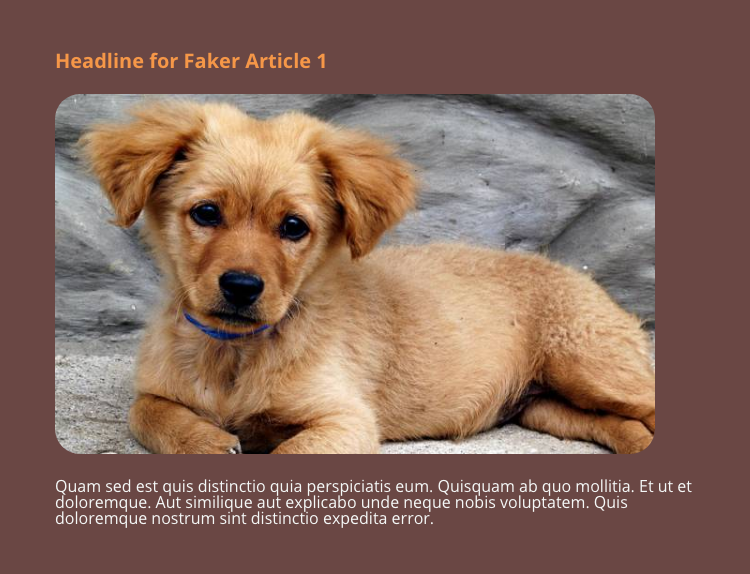 Headline for Faker Article 1
Quam sed est quis distinctio quia perspiciatis eum. Quisquam ab quo mollitia. Et ut et
doloremque. Aut similique aut explicabo unde neque nobis voluptatem. Quis
doloremque nostrum sint distinctio expedita error.